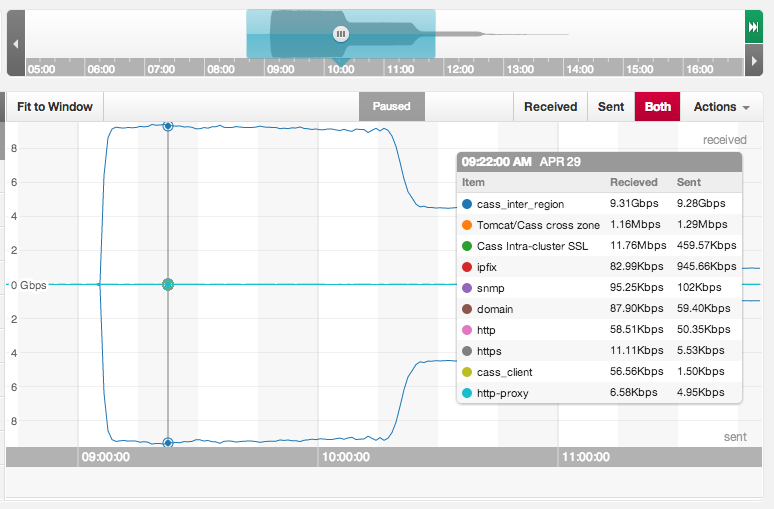 05:00 06:00 07:00 08:00 09:00 10:00 11:00 12:00 13:00 14:00 15:00 16:00
Fit to Window Paused Received Sent Both Actions
received
09:22:00 AM APR 29
Item Recieved Sent
cass_inter_region 9.31Gbps 9.28Gbps
Tomcat/Cass cross zone 1.16Mbps 1.29Mbps
Cass Intra-cluster SSL 11.76Mbps 459.57Kbps
ipfix 82.99Kbps 945.66Kbps
snmp 95.25Kbps 102Kbps
domain 87.90Kbps 59.40Kbps
http 58.51Kbps 50.35Kbps
https 11.11Kbps 5.53Kbps
cass_client 56.56Kbps 1.50Kbps
http-proxy 6.58Kbps 4.95Kbps
8
6
4
2
0 Gbps
2
4
6
8
sent
09:00:00 10:00:00 11:00:00